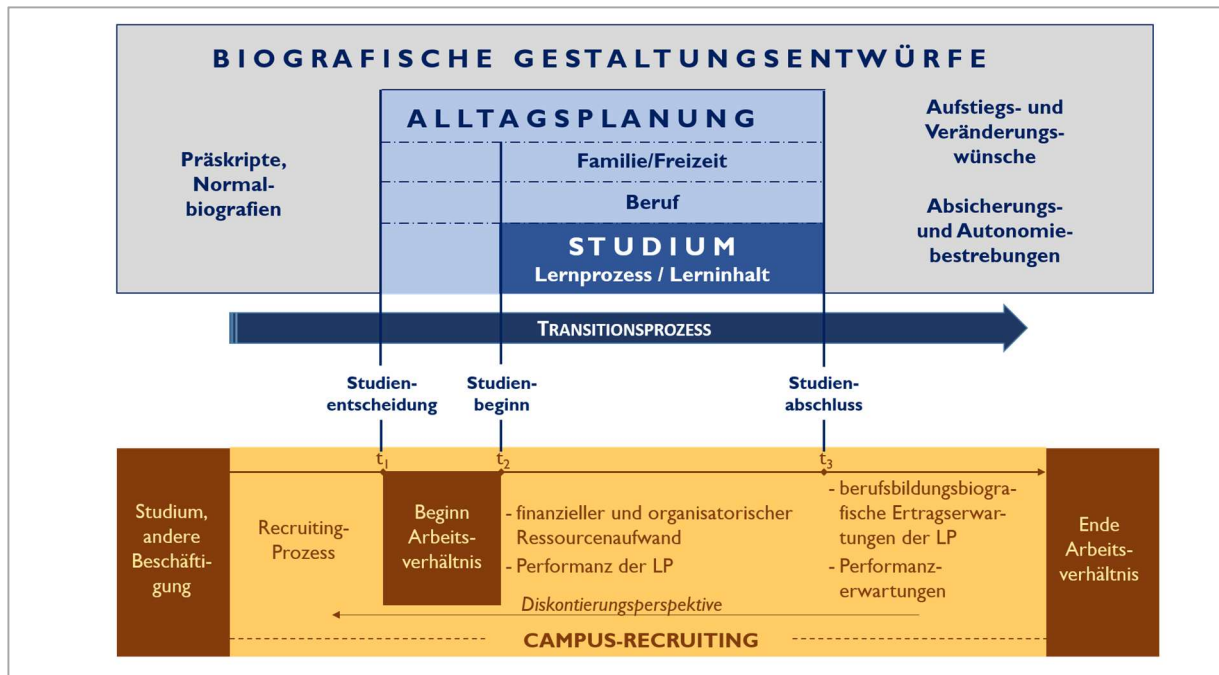 BIOGRAFISCHE GESTALTUNGSENTWÜRFE
ALLTAGSPLANUNG
Familie/Freizeit
Beruf
STUDIUM
Lernprozess / Lerninhalt
Präskripte,
Normal-
biografien
Aufstiegs- und
Veränderungs-
wünsche
Absicherungs-
und Autonomie-
bestrebungen
TRANSITIONSPROZESS
Studien-
entscheidung
Studien-
beginn
Studien-
abschluss
t1
t2
t3
Studium,
andere
Beschäfti-
gung
Recruiting-
Prozess
Beginn
Arbeits-
verhältnis
- finanzieller und organisatorischer
Ressourcenaufwand
- Performanz der LP
- berufsbildungsbiogra-
fische Ertragserwar-
tungen der LP
- Performanz-
erwartungen
Ende
Arbeits-
verhältnis
Diskontierungsperspektive
CAMPUS-RECRUITING